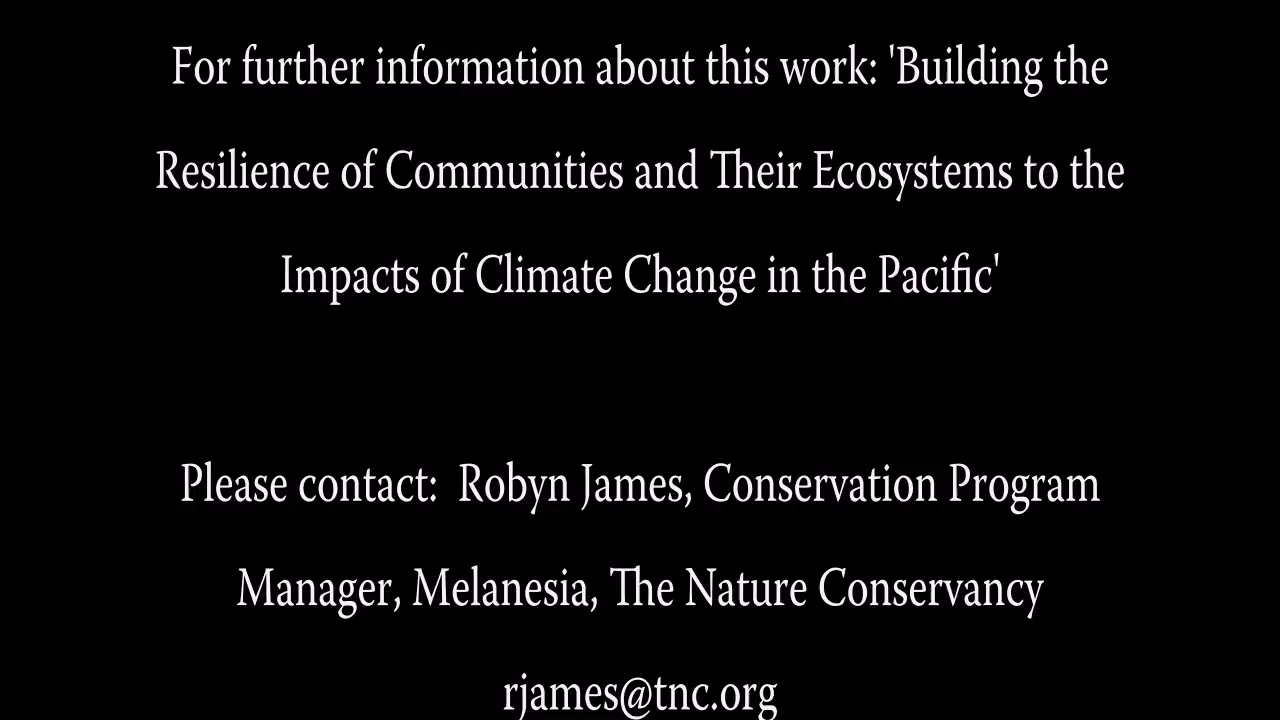 For further information about this work: 'Building the
Resilience of Communities and Their Ecosystems to the
Impacts of Climate Change in the Pacific'
Please contact:  Robyn James, Conservation Program
Manager, Melanesia, The Nature Conservancy
rjames@tnc.org